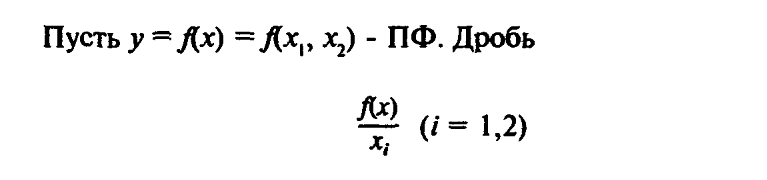 Пусть y = f(x) = f(x₁, x₂) - ПФ. Дробь
f(x)
xᵢ
(i = 1,2)